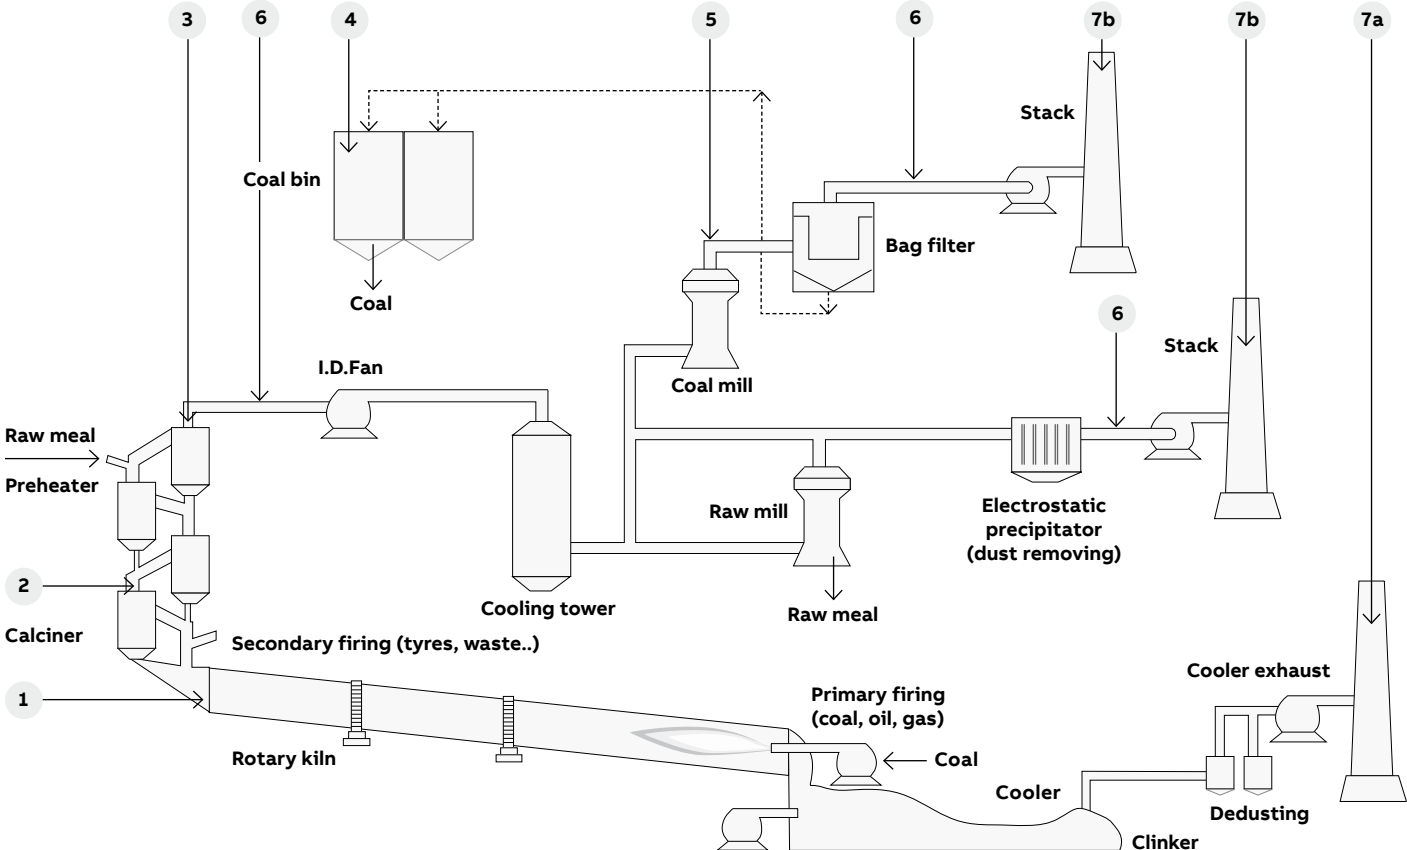 3
6
4
5
6
7b
7b
7a
Stack
Coal bin
Bag filter
Coal
6
Stack
I.D.Fan
Coal mill
Raw meal
Preheater
Raw mill
Electrostatic
precipitator
(dust removing)
2
Cooling tower
Raw meal
Calciner
Secondary firing (tyres, waste..)
Cooler exhaust
1
Primary firing
(coal, oil, gas)
Rotary kiln
Coal
Cooler
Dedusting
Clinker